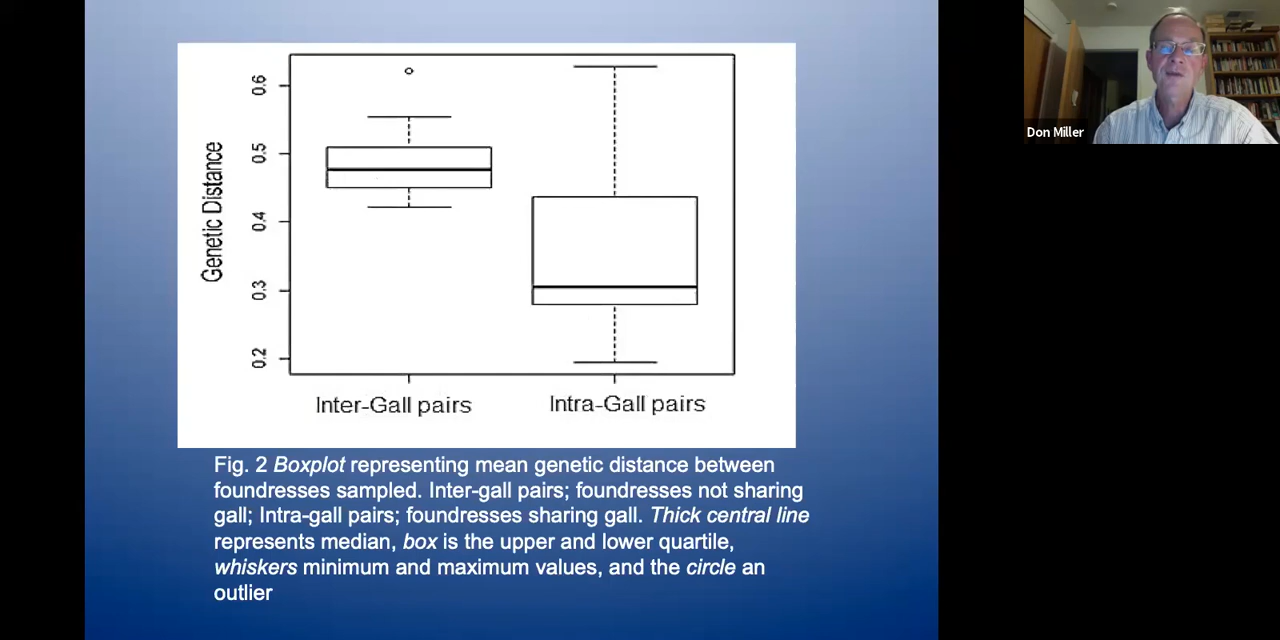 0.6
0.5
0.4
0.3
0.2
Genetic Distance
Inter-Gall pairs
Intra-Gall pairs
Fig. 2 Boxplot representing mean genetic distance between
foundresses sampled. Inter-gall pairs; foundresses not sharing
gall; Intra-gall pairs; foundresses sharing gall. Thick central line
represents median, box is the upper and lower quartile,
whiskers minimum and maximum values, and the circle an
outlier
Don Miller